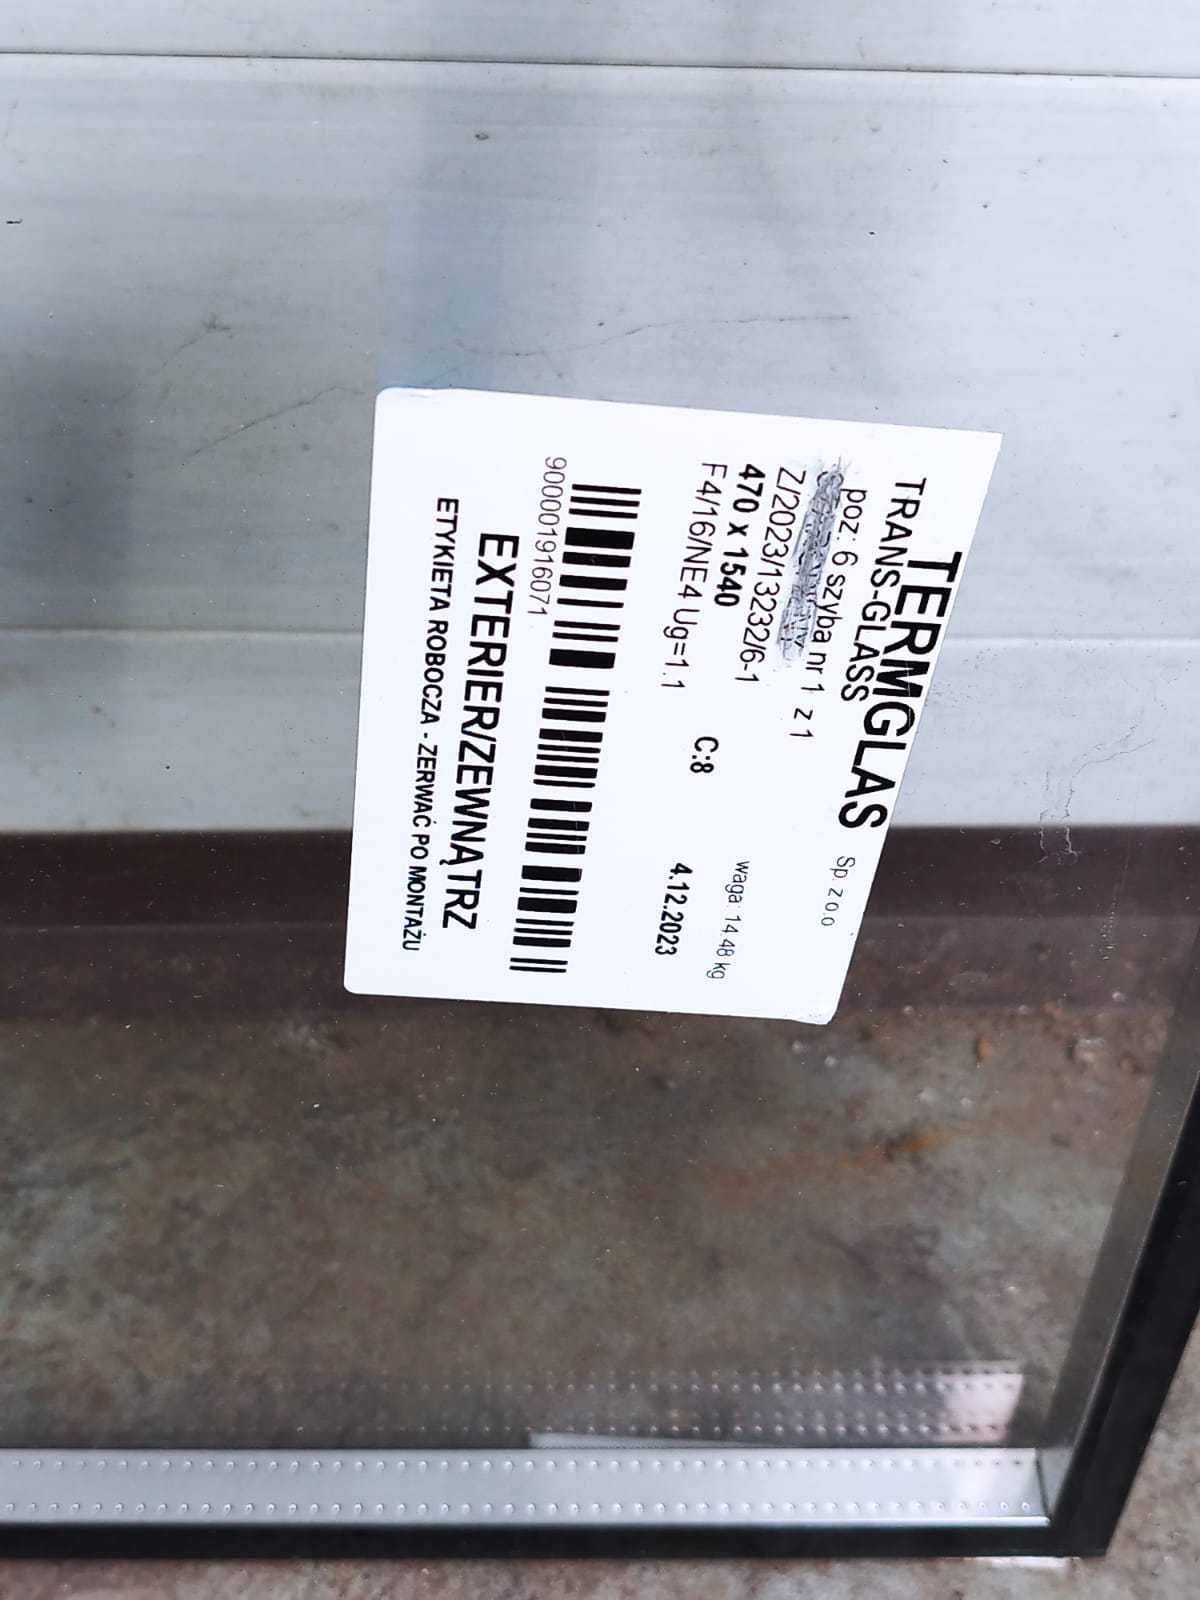 TERMGLAS Sp. z o.o
TRANS-GLASS
poz: 6 szyba nr 1 z 1
Z/2023/13232/6-1
470 x 1540 waga: 14.48 kg
F4/16/NE4 Ug=1.1 C:8 4.12.2023
9000001916071
EXTERIER/ZEWNĄTRZ
ETYKIETA ROBOCZA - ZERWAĆ PO MONTAŻU